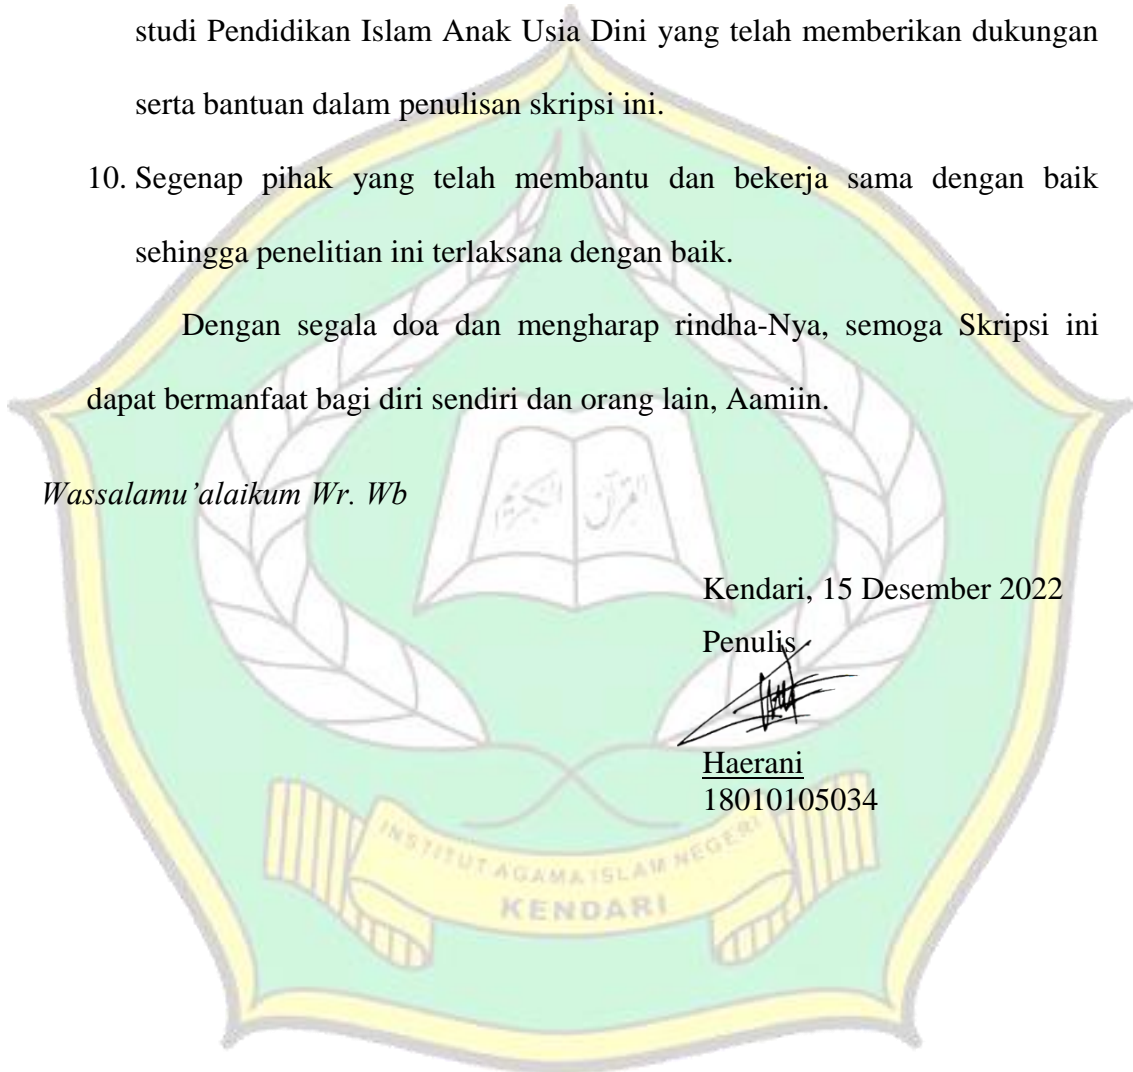 studi Pendidikan Islam Anak Usia Dini yang telah memberikan dukungan
serta bantuan dalam penulisan skripsi ini.
10. Segenap pihak yang telah membantu dan bekerja sama dengan baik
sehingga penelitian ini terlaksana dengan baik.
Dengan segala doa dan mengharap rindha-Nya, semoga Skripsi ini
dapat bermanfaat bagi diri sendiri dan orang lain, Aamiin.
Wassalamu’alaikum Wr. Wb
Kendari, 15 Desember 2022
Penulis
Haerani
18010105034
INSTITUT AGAMA ISLAM NEGERI
KENDARI